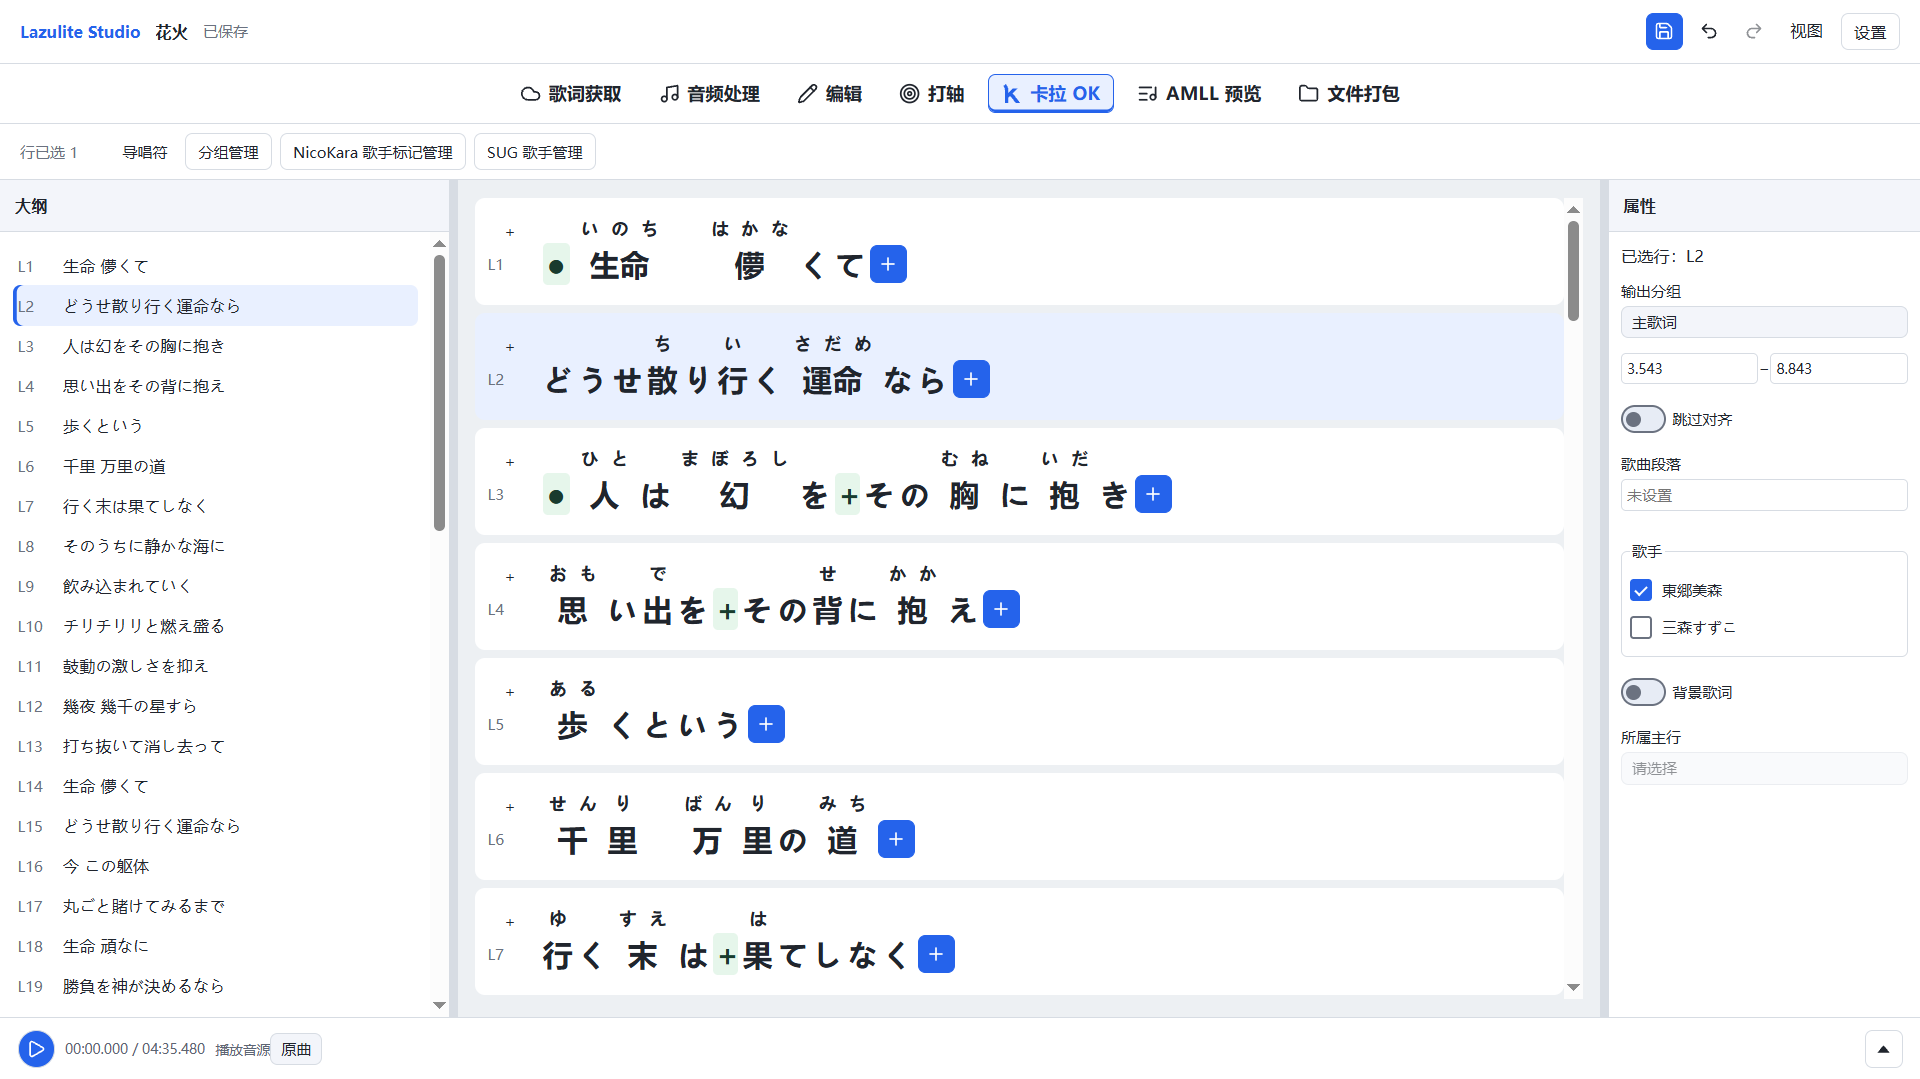 Lazulite Studio 花火 已保存 视图 设置
歌词获取 音频处理 编辑 打轴 卡拉 OK AMLL 预览 文件打包
行已选 1 导唱符 分组管理 NicoKara 歌手标记管理 SUG 歌手管理
大纲
L1 生命 儚くて
L2 どうせ散り行く運命なら
L3 人は幻をその胸に抱き
L4 思い出をその背に抱え
L5 歩くという
L6 千里 万里の道
L7 行く末は果てしなく
L8 そのうちに静かな海に
L9 飲み込まれていく
L10 チリチリリと燃え盛る
L11 鼓動の激しさを抑え
L12 幾夜 幾千の星すら
L13 打ち抜いて消し去って
L14 生命 儚くて
L15 どうせ散り行く運命なら
L16 今 この躯体
L17 丸ごと賭けてみるまで
L18 生命 頑なに
L19 勝負を神が決めるなら
+ いのち はかな
L1 ● 生命 儚 くて +
+ ち い さだめ
L2 どうせ散り行く 運命 なら +
+ ひと まぼろし むね いだ
L3 ● 人 は 幻 を + その 胸 に 抱 き +
+ おも で せ かか
L4 思 い出を + その背に 抱 え +
+ ある
L5 歩 くという +
+ せん り ばん り みち
L6 千 里 万 里の 道 +
+ ゆ すえ は
L7 行く 末 は + 果てしなく +
属性
已选行：L2
输出分组
主歌词
3.543 – 8.843
跳过对齐
歌曲段落
未设置
歌手
東郷美森
三森すずこ
背景歌词
所属主行
请选择
00:00.000 / 04:35.480 播放音源 原曲